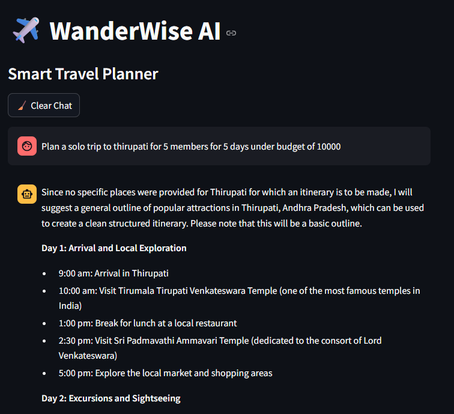 WanderWise AI
Smart Travel Planner
Clear Chat
Plan a solo trip to thirupati for 5 members for 5 days under budget of 10000
Since no specific places were provided for Thirupati for which an itinerary is to be made, I will
suggest a general outline of popular attractions in Thirupati, Andhra Pradesh, which can be used
to create a clean structured itinerary. Please note that this will be a basic outline.
Day 1: Arrival and Local Exploration
• 9:00 am: Arrival in Thirupati
• 10:00 am: Visit Tirumala Tirupati Venkateswara Temple (one of the most famous temples in
India)
• 1:00 pm: Break for lunch at a local restaurant
• 2:30 pm: Visit Sri Padmavathi Ammavari Temple (dedicated to the consort of Lord
Venkateswara)
• 5:00 pm: Explore the local market and shopping areas
Day 2: Excursions and Sightseeing